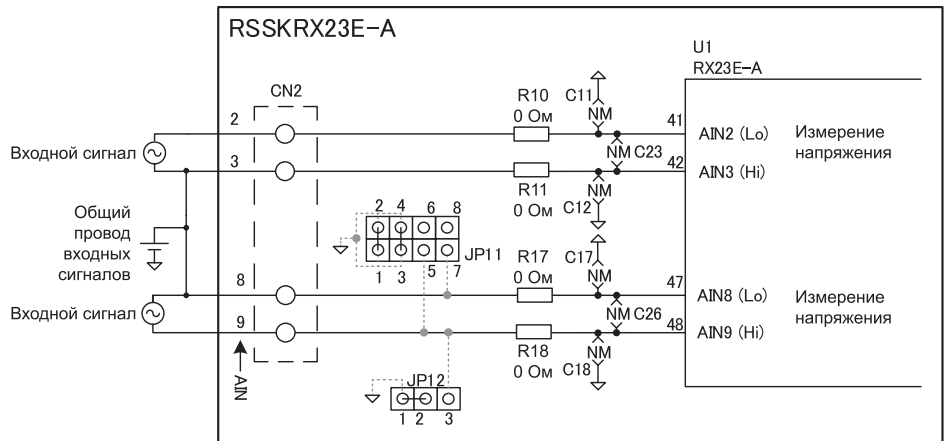 RSSKRX23E-A
U1
RX23E-A
CN2
R10
0 Ом
C11
NM
2
41
AIN2 (Lo)
Входной сигнал
Измерение
напряжения
NM C23
3
42
AIN3 (Hi)
R11
0 Ом
NM
C12
Общий
провод
входных
сигналов
2 4 6 8
JP11
1 3 5 7
R17
0 Ом
C17
NM
8
47
AIN8 (Lo)
Входной сигнал
Измерение
напряжения
NM C26
9
48
AIN9 (Hi)
R18
0 Ом
NM
C18
AIN
JP12
1 2 3